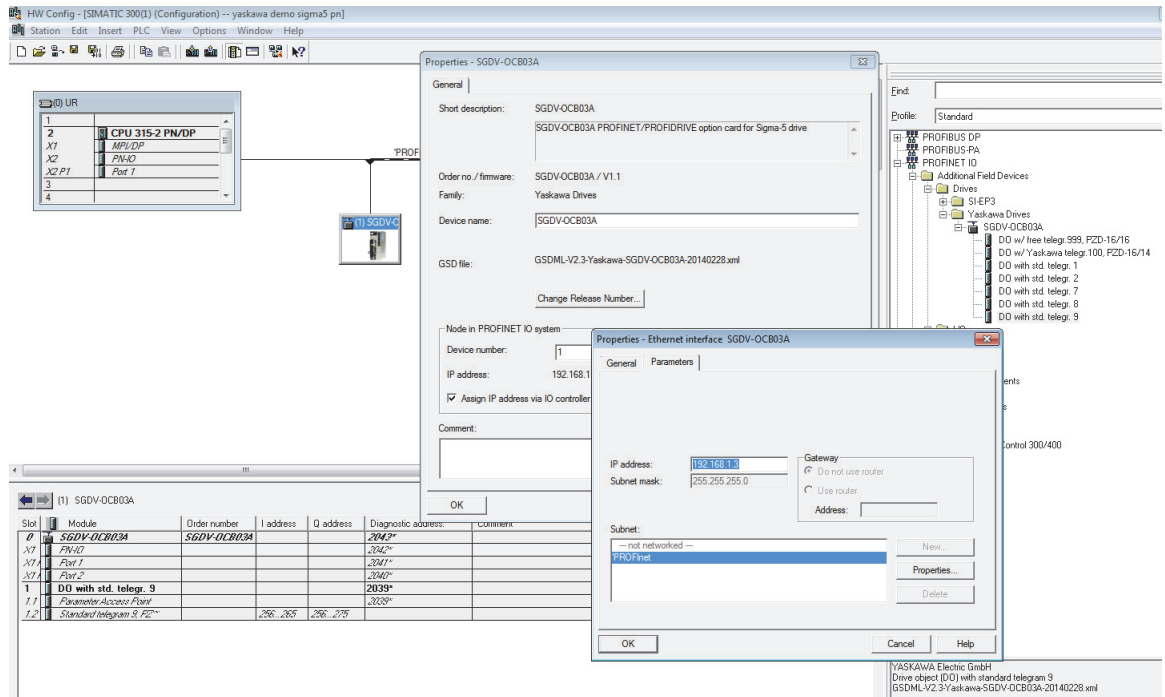 HW Config - [SIMATIC 300(1) (Configuration) -- yaskawa demo sigma5 pn]
Station Edit Insert PLC View Options Window Help
(0) UR
1
2 CPU 315-2 PN/DP
X1 MPI/DP
X2 PN-IO
X2 P1 Port 1
3
4
'PROF
(1) SGDV-O
Properties - SGDV-OCB03A
General
Short description: SGDV-OCB03A
SGDV-OCB03A PROFINET/PROFIDRIVE option card for Sigma-5 drive
Order no./ firmware: SGDV-OCB03A / V1.1
Family: Yaskawa Drives
Device name: SGDV-OCB03A
GSD file: GSDML-V2.3-Yaskawa-SGDV-OCB03A-20140228.xml
Change Release Number...
Node in PROFINET IO system
Device number: 1
IP address: 192.168.1
Assign IP address via IO controller
Comment:
OK
Properties - Ethernet interface SGDV-OCB03A
General Parameters
IP address: 192.168.1.3
Subnet mask: 255.255.255.0
Gateway
Do not use router
Use router
Address:
Subnet:
--- not networked ---
'PROFInet
New...
Properties...
Delete
OK Cancel Help
Find:
Profile: Standard
PROFIBUS DP
PROFIBUS-PA
PROFINET IO
Additional Field Devices
Drives
SI-EP3
Yaskawa Drives
SGDV-OCB03A
DO w/ free telegr.999, PZD-16/16
DO w/ Yaskawa telegr.100, PZD-16/14
DO with std. telegr. 1
DO with std. telegr. 2
DO with std. telegr. 7
DO with std. telegr. 8
DO with std. telegr. 9
ents
s
Control 300/400
(1) SGDV-OCB03A
Slot Module Order number I address Q address Diagnostic address: Comment
0 SGDV-OCB03A SGDV-OCB03A 2043*
X1 PN-IO 2042*
X1 Port 1 2041*
X1 Port 2 2040*
1 DO with std. telegr. 9 2039*
1.1 Parameter Access Point 2039*
1.2 Standard telegram 9, PZ~ 256...265 256...275
YASKAWA Electric GmbH
Drive object (DO) with standard telegram 9
GSDML-V2.3-Yaskawa-SGDV-OCB03A-20140228.xml